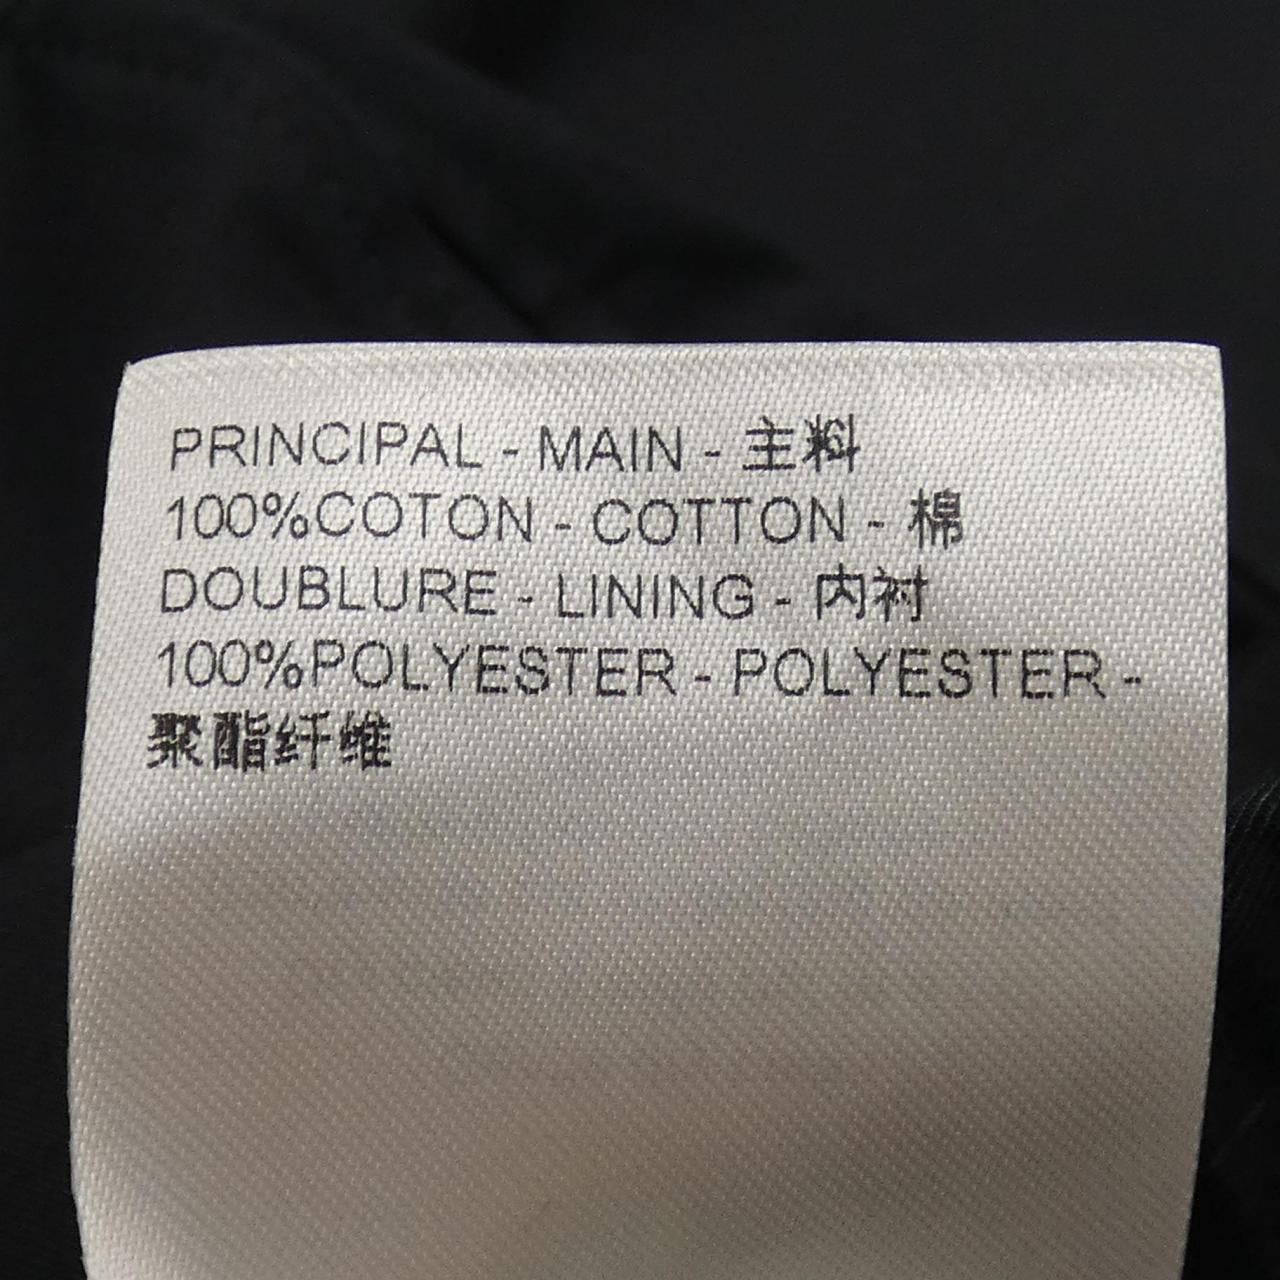 PRINCIPAL - MAIN - 主料
100%COTON - COTTON - 棉
DOUBLURE - LINING - 内衬
100%POLYESTER - POLYESTER -
聚酯纤维